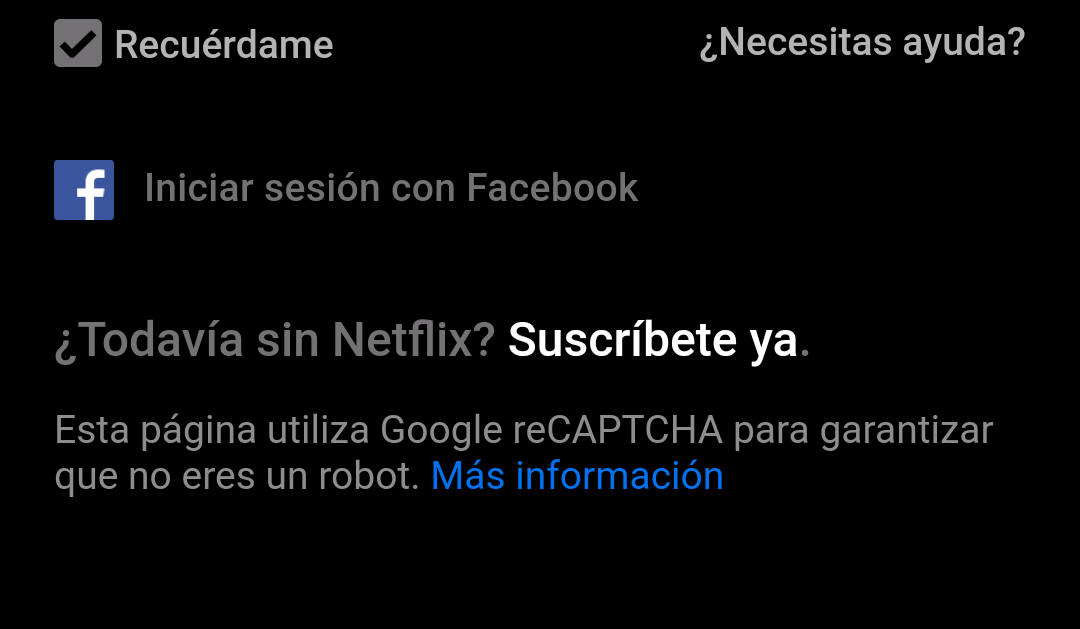 Recuérdame
¿Necesitas ayuda?
Iniciar sesión con Facebook
¿Todavía sin Netflix? Suscríbete ya.
Esta página utiliza Google reCAPTCHA para garantizar
que no eres un robot. Más información